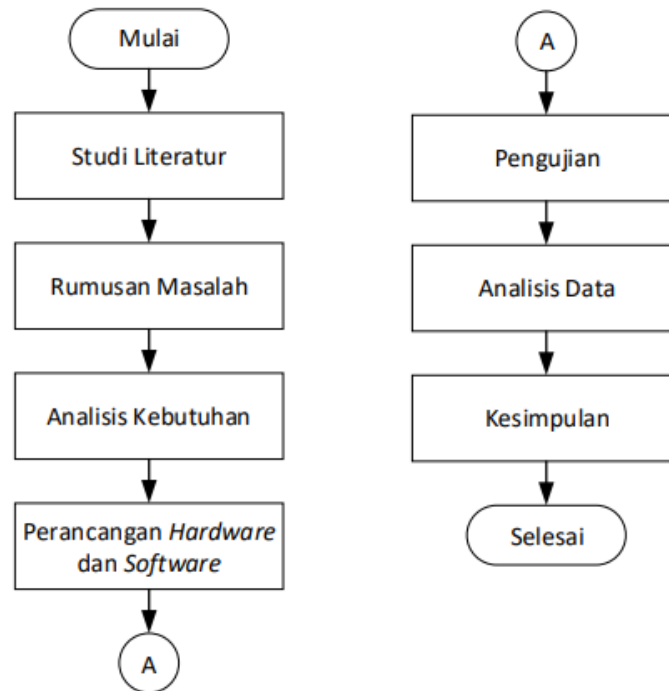 Mulai
Studi Literatur
Rumusan Masalah
Analisis Kebutuhan
Perancangan Hardware
dan Software
A
A
Pengujian
Analisis Data
Kesimpulan
Selesai